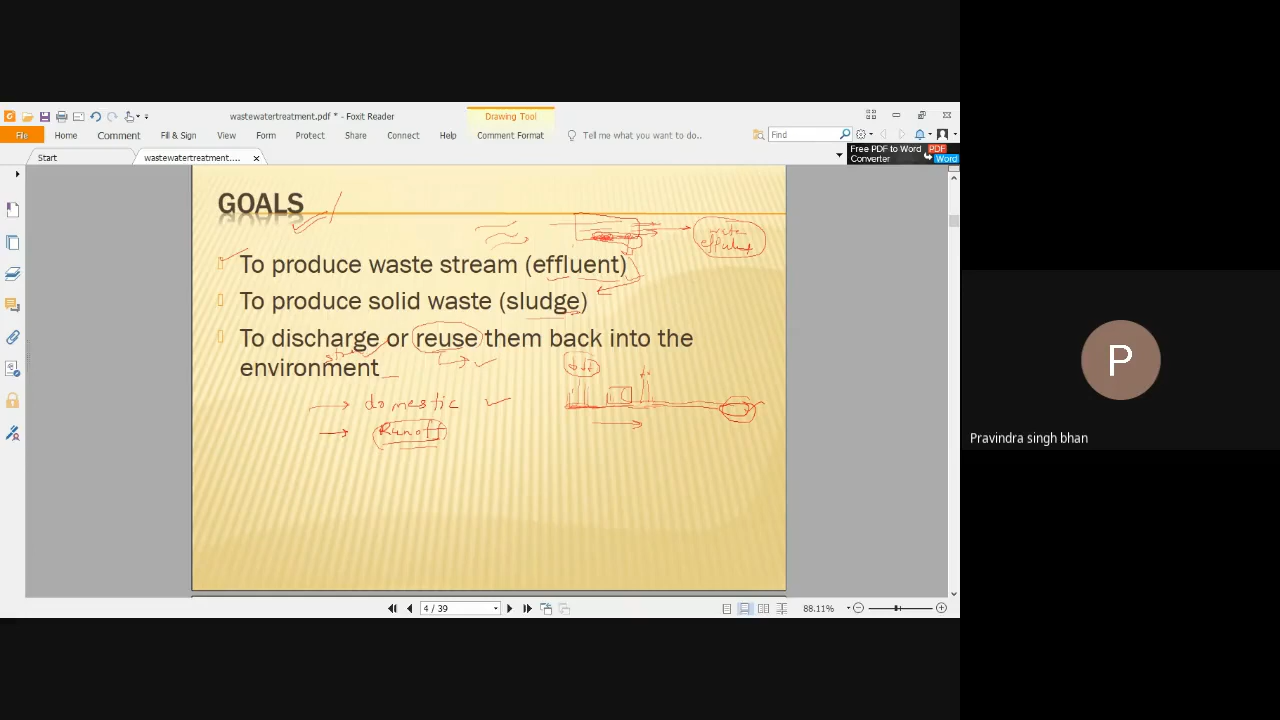 wastewatertreatment.pdf * - Foxit Reader
Drawing Tool
File
Home
Comment
Fill & Sign
View
Form
Protect
Share
Connect
Help
Comment Format
Tell me what you want to do..
Find
Start
wastewatertreatment....
Free PDF to Word
Converter
PDF
Word
GOALS
To produce waste stream (effluent)
To produce solid waste (sludge)
To discharge or reuse them back into the
environment
domestic
Runoff
4 / 39
88.11%
P
Pravindra singh bhan